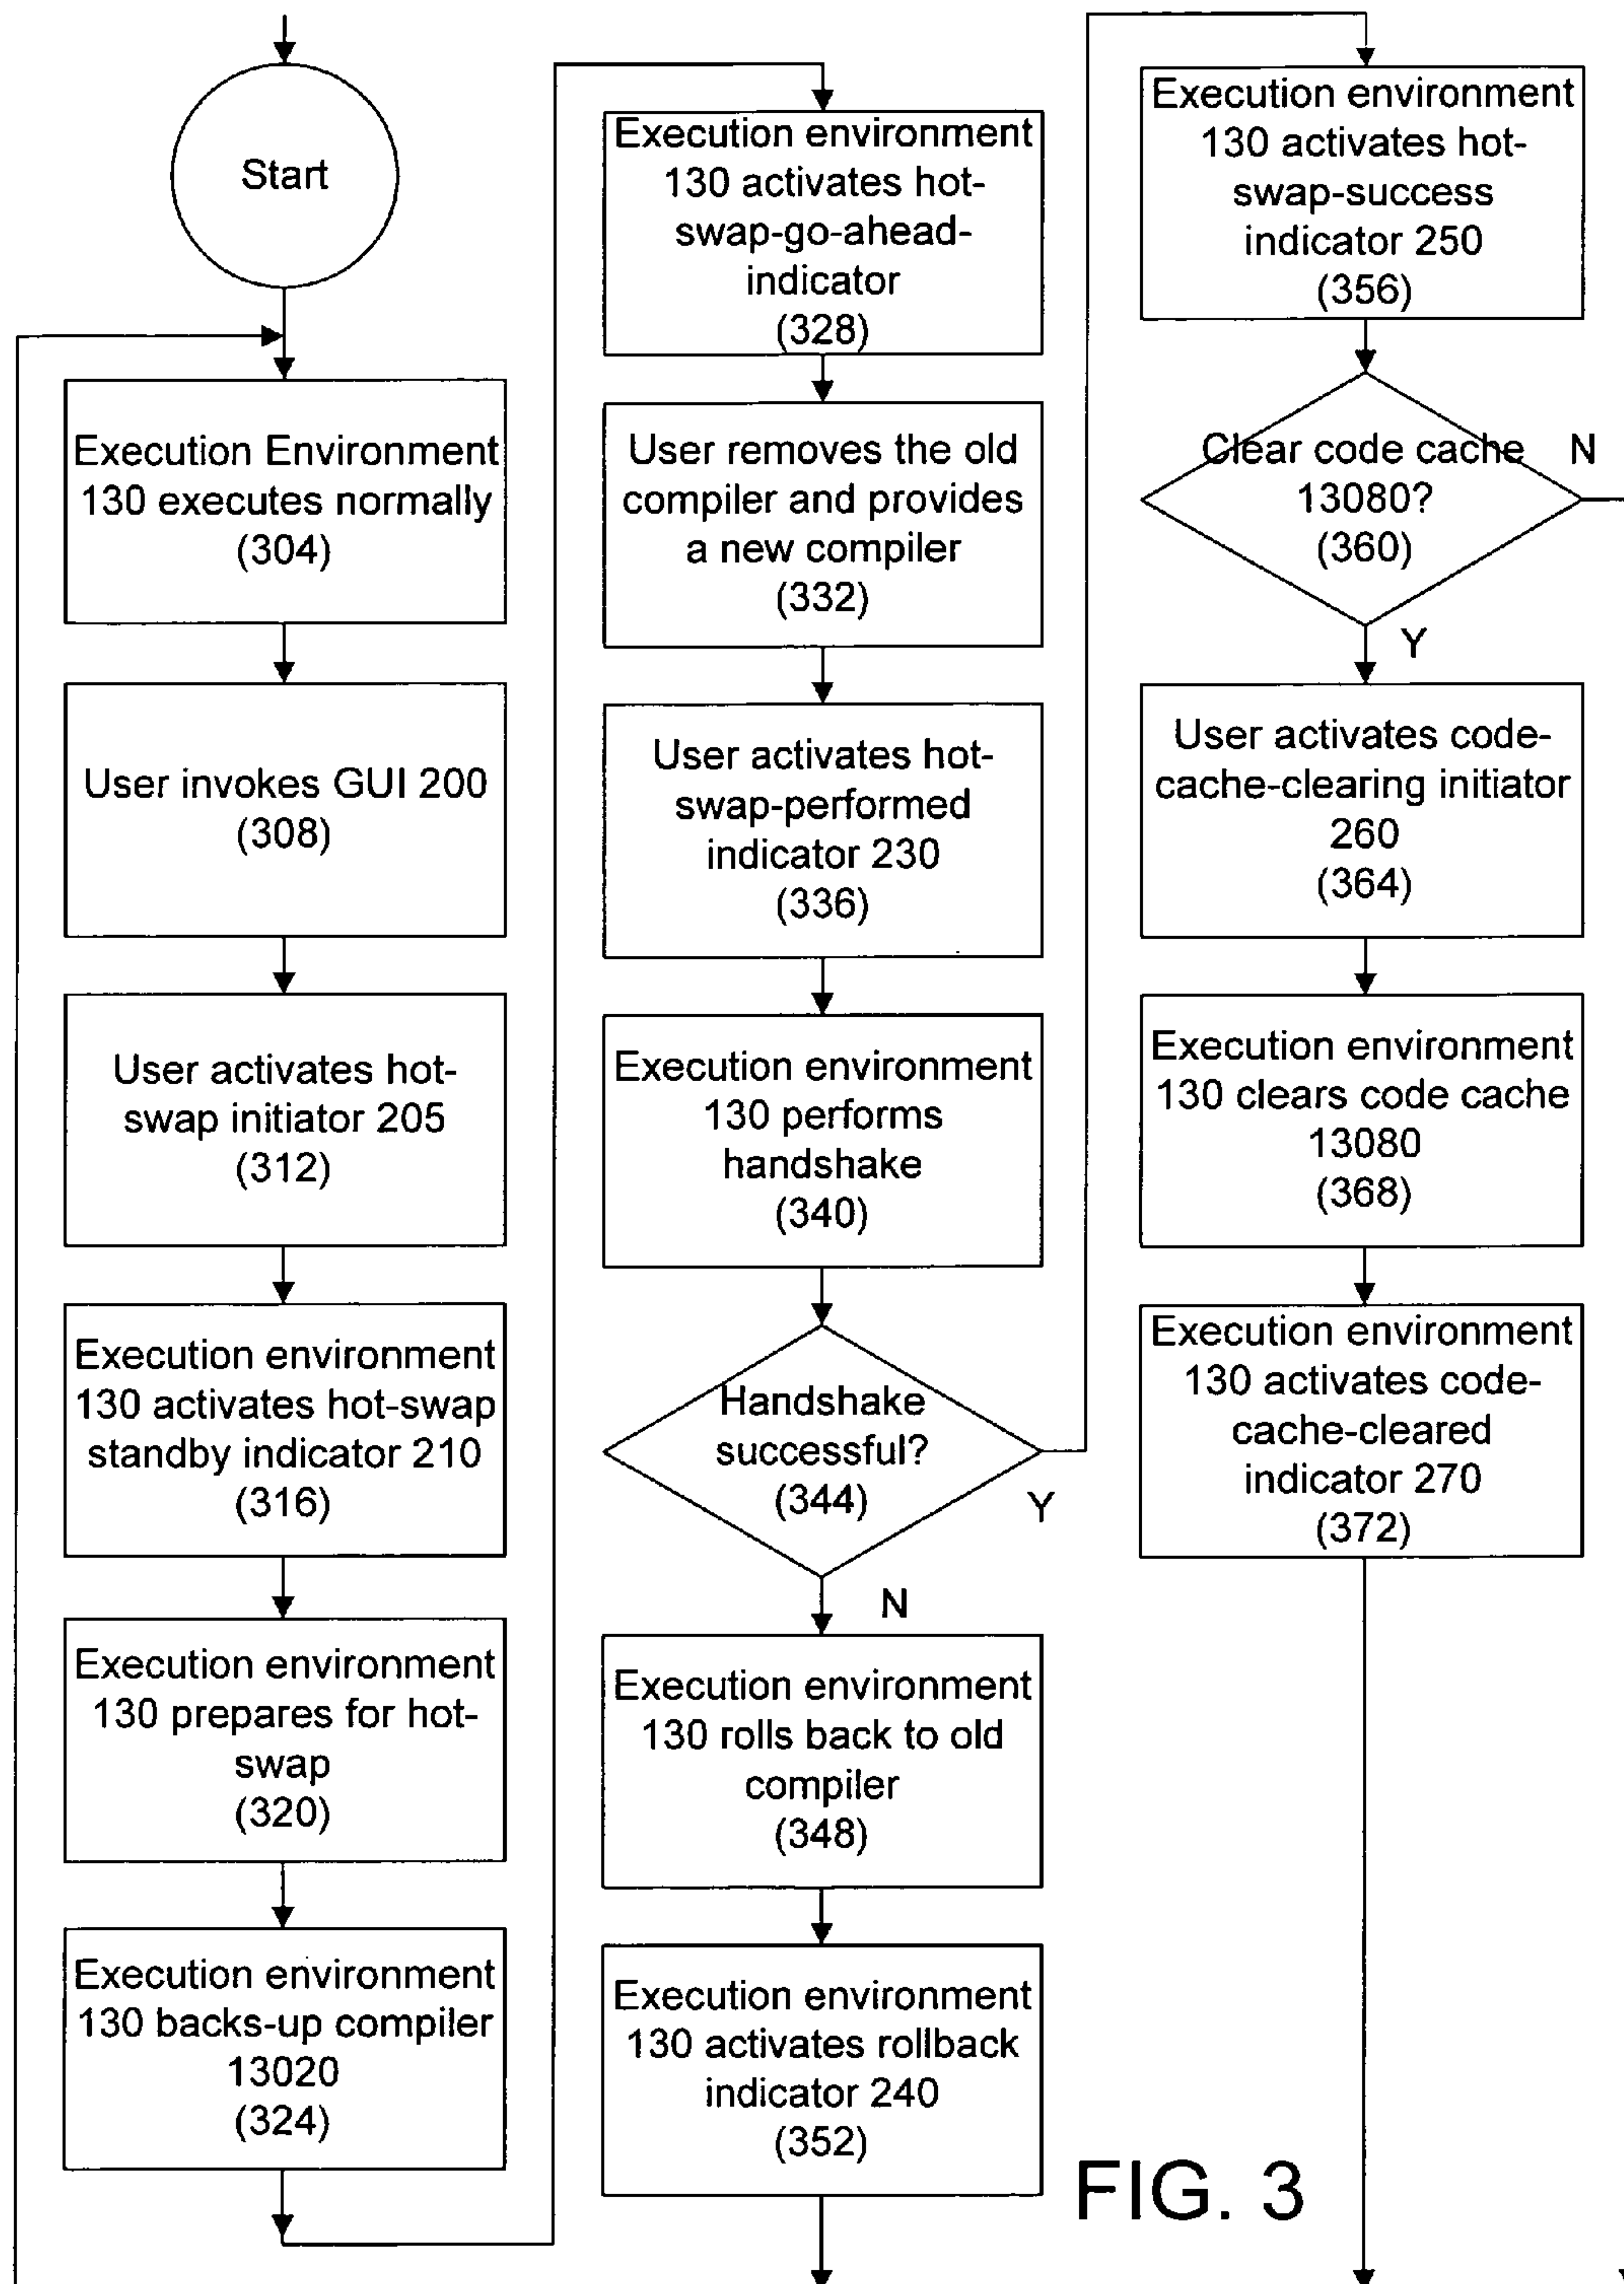 Start
Execution Environment
130 executes normally
(304)
User invokes GUI 200
(308)
User activates hot-
swap initiator 205
(312)
Execution environment
130 activates hot-swap
standby indicator 210
(316)
Execution environment
130 prepares for hot-
swap
(320)
Execution environment
130 backs-up compiler
13020
(324)
Execution environment
130 activates hot-
swap-go-ahead-
indicator
(328)
User removes the old
compiler and provides
a new compiler
(332)
User activates hot-
swap-performed
indicator 230
(336)
Execution environment
130 performs
handshake
(340)
Handshake
successful?
(344)
Y
N
Execution environment
130 rolls back to old
compiler
(348)
Execution environment
130 activates rollback
indicator 240
(352)
Execution environment
130 activates hot-
swap-success
indicator 250
(356)
Clear code cache
13080?
(360)
N
Y
User activates code-
cache-clearing initiator
260
(364)
Execution environment
130 clears code cache
13080
(368)
Execution environment
130 activates code-
cache-cleared
indicator 270
(372)
FIG. 3